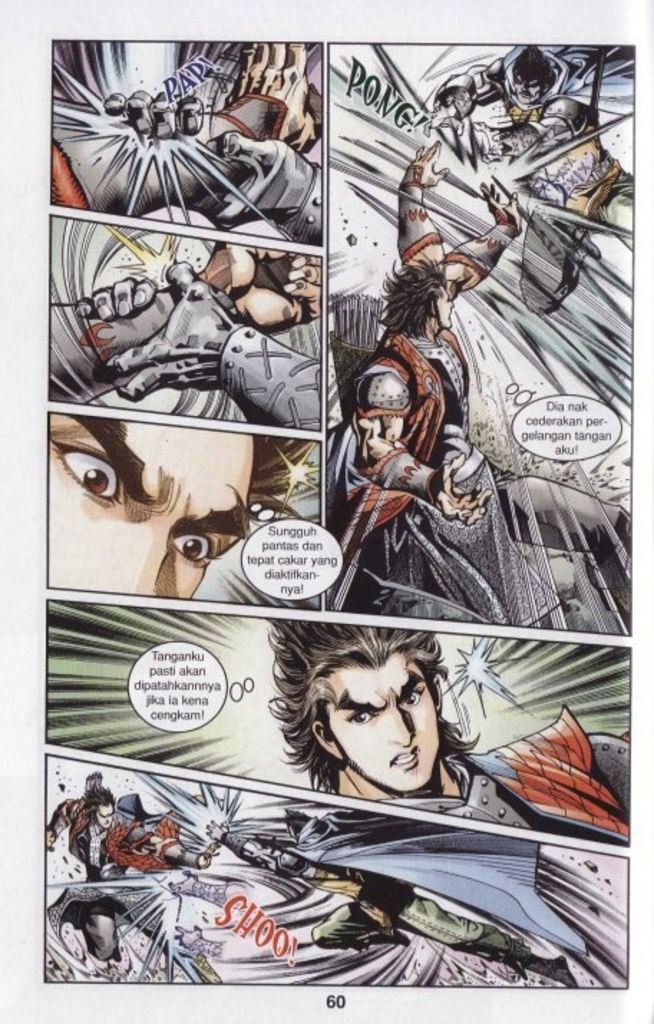 PAP!
Sungguh
pantas dan
tepat cakar yang
diaktifkan-
nya!
PONG!
Dia nak
cederakan per-
gelangan tangan
aku!
Tanganku
pasti akan
dipatahkannnya
jika ia kena
cengkam!
SHOO!
60